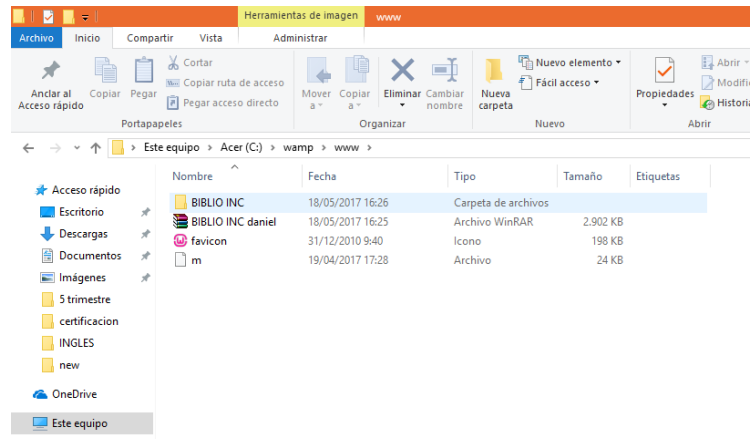 Herramientas de imagen www
Archivo Inicio Compartir Vista Administrar
Anclar al Acceso rápido
Copiar
Pegar
Cortar
Copiar ruta de acceso
Pegar acceso directo
Portapapeles
Mover a
Copiar a
Eliminar
Cambiar nombre
Organizar
Nueva carpeta
Nuevo elemento
Fácil acceso
Nuevo
Propiedades
Abrir
Historia
Abrir
Este equipo > Acer (C:) > wamp > www >
Nombre Fecha Tipo Tamaño Etiquetas
BIBLIO INC 18/05/2017 16:26 Carpeta de archivos
BIBLIO INC daniel 18/05/2017 16:25 Archivo WinRAR 2.902 KB
favicon 31/12/2010 9:40 Icono 198 KB
m 19/04/2017 17:28 Archivo 24 KB
Acceso rápido
Escritorio
Descargas
Documentos
Imágenes
5 trimestre
certificacion
INGLES
new
OneDrive
Este equipo